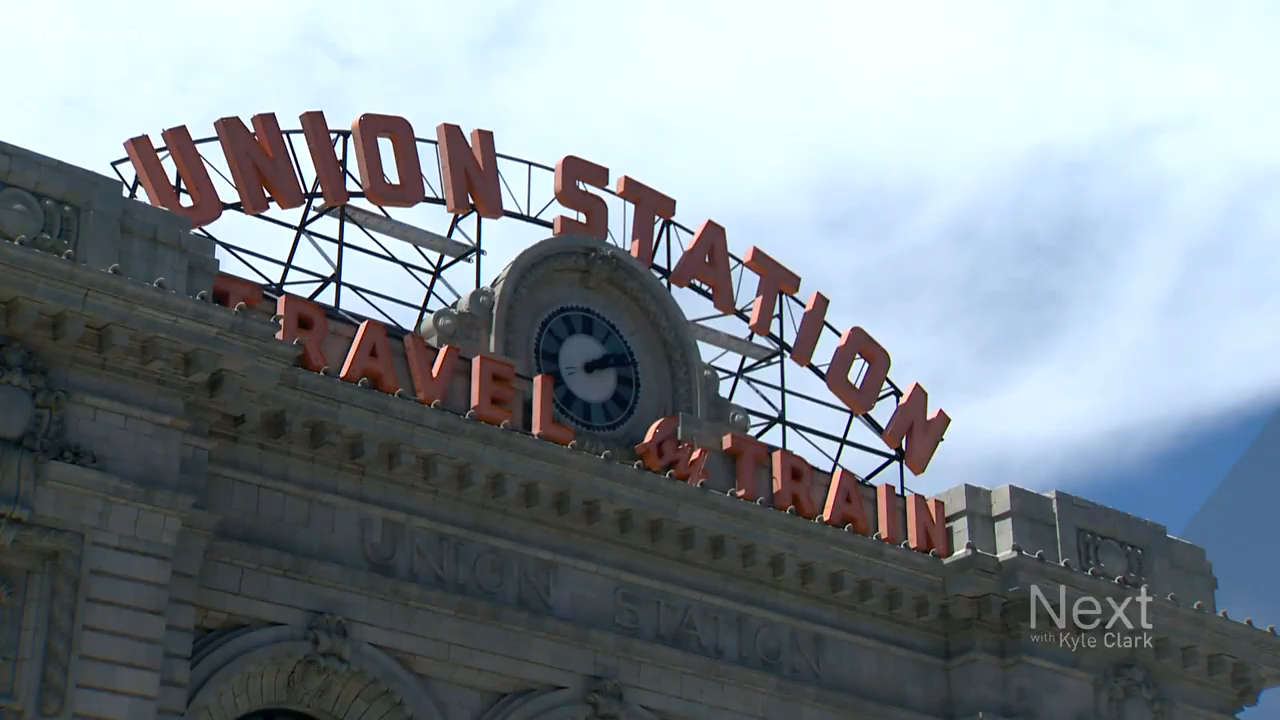 UNION STATION
TRAVEL by TRAIN
UNION STATION
Next
with Kyle Clark